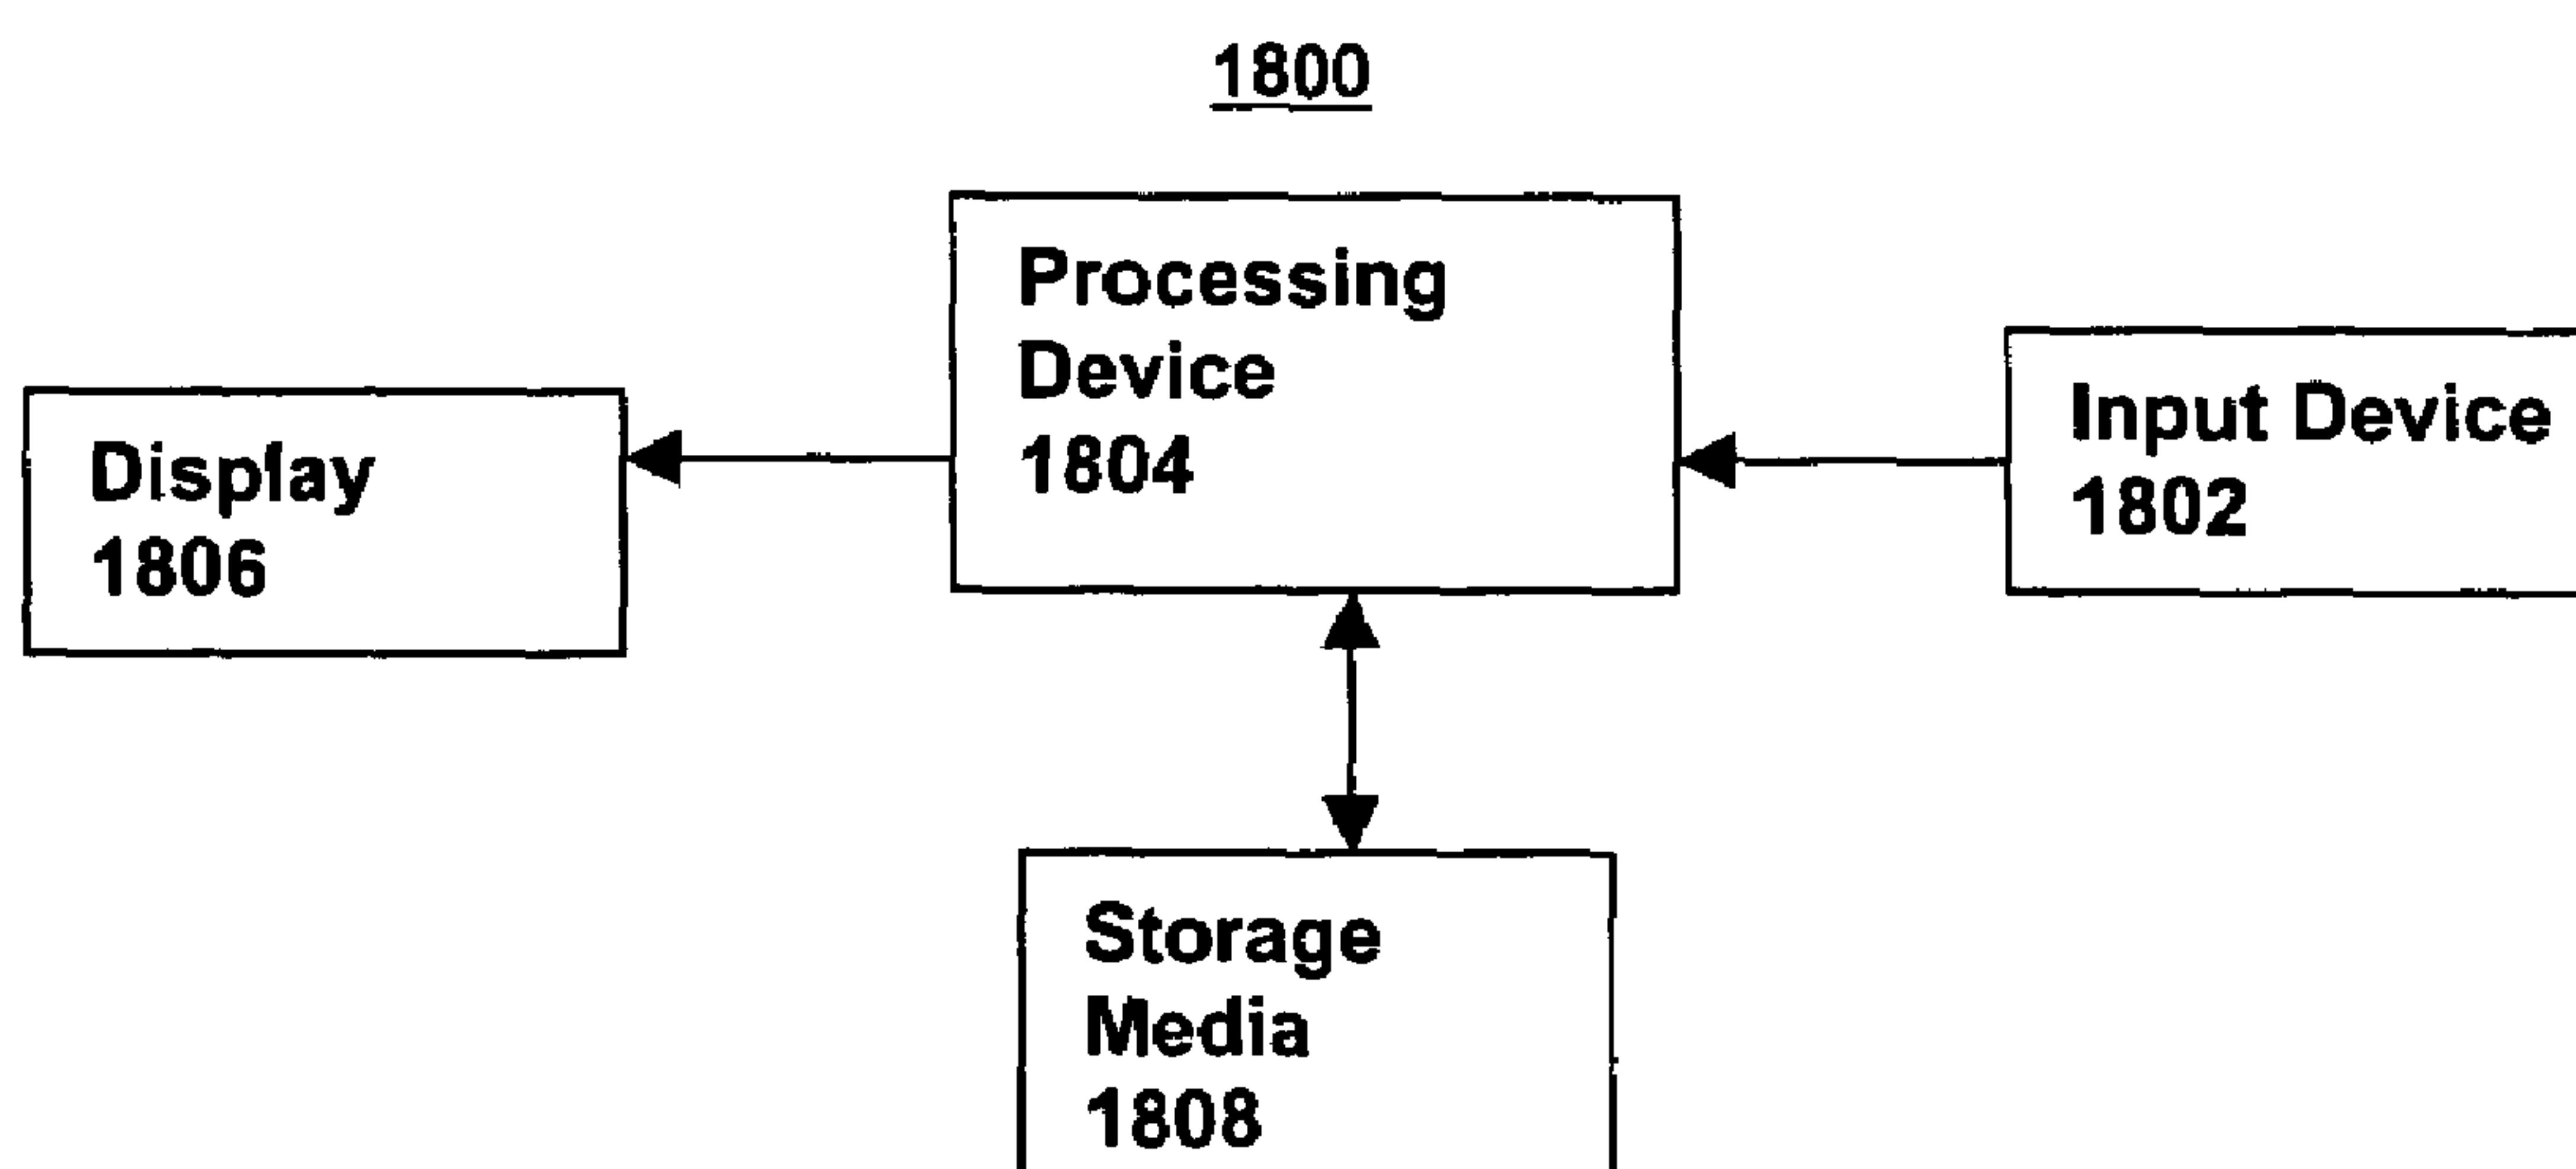 1800
Processing
Device
1804
Display
1806
Input Device
1802
Storage
Media
1808